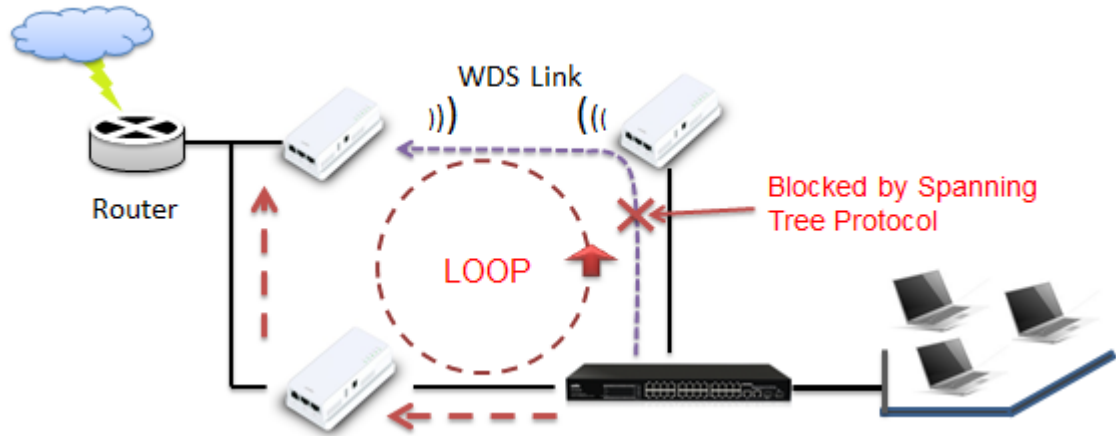 WDS Link
Router
Blocked by Spanning
Tree Protocol
LOOP